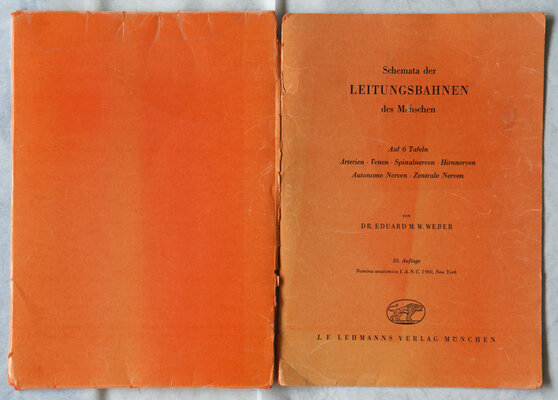 Schemata der
LEITUNGSBAHNEN
des Menschen
Auf 6 Tafeln
Arterien · Venen · Spinalnerven · Hirnnerven
Autonome Nerven · Zentrale Nerven
von
DR. EDUARD M. W. WEBER
10. Auflage
Nomina anatomica I. A. N. C. 1960, New York
J. F. LEHMANNS VERLAG MÜNCHEN